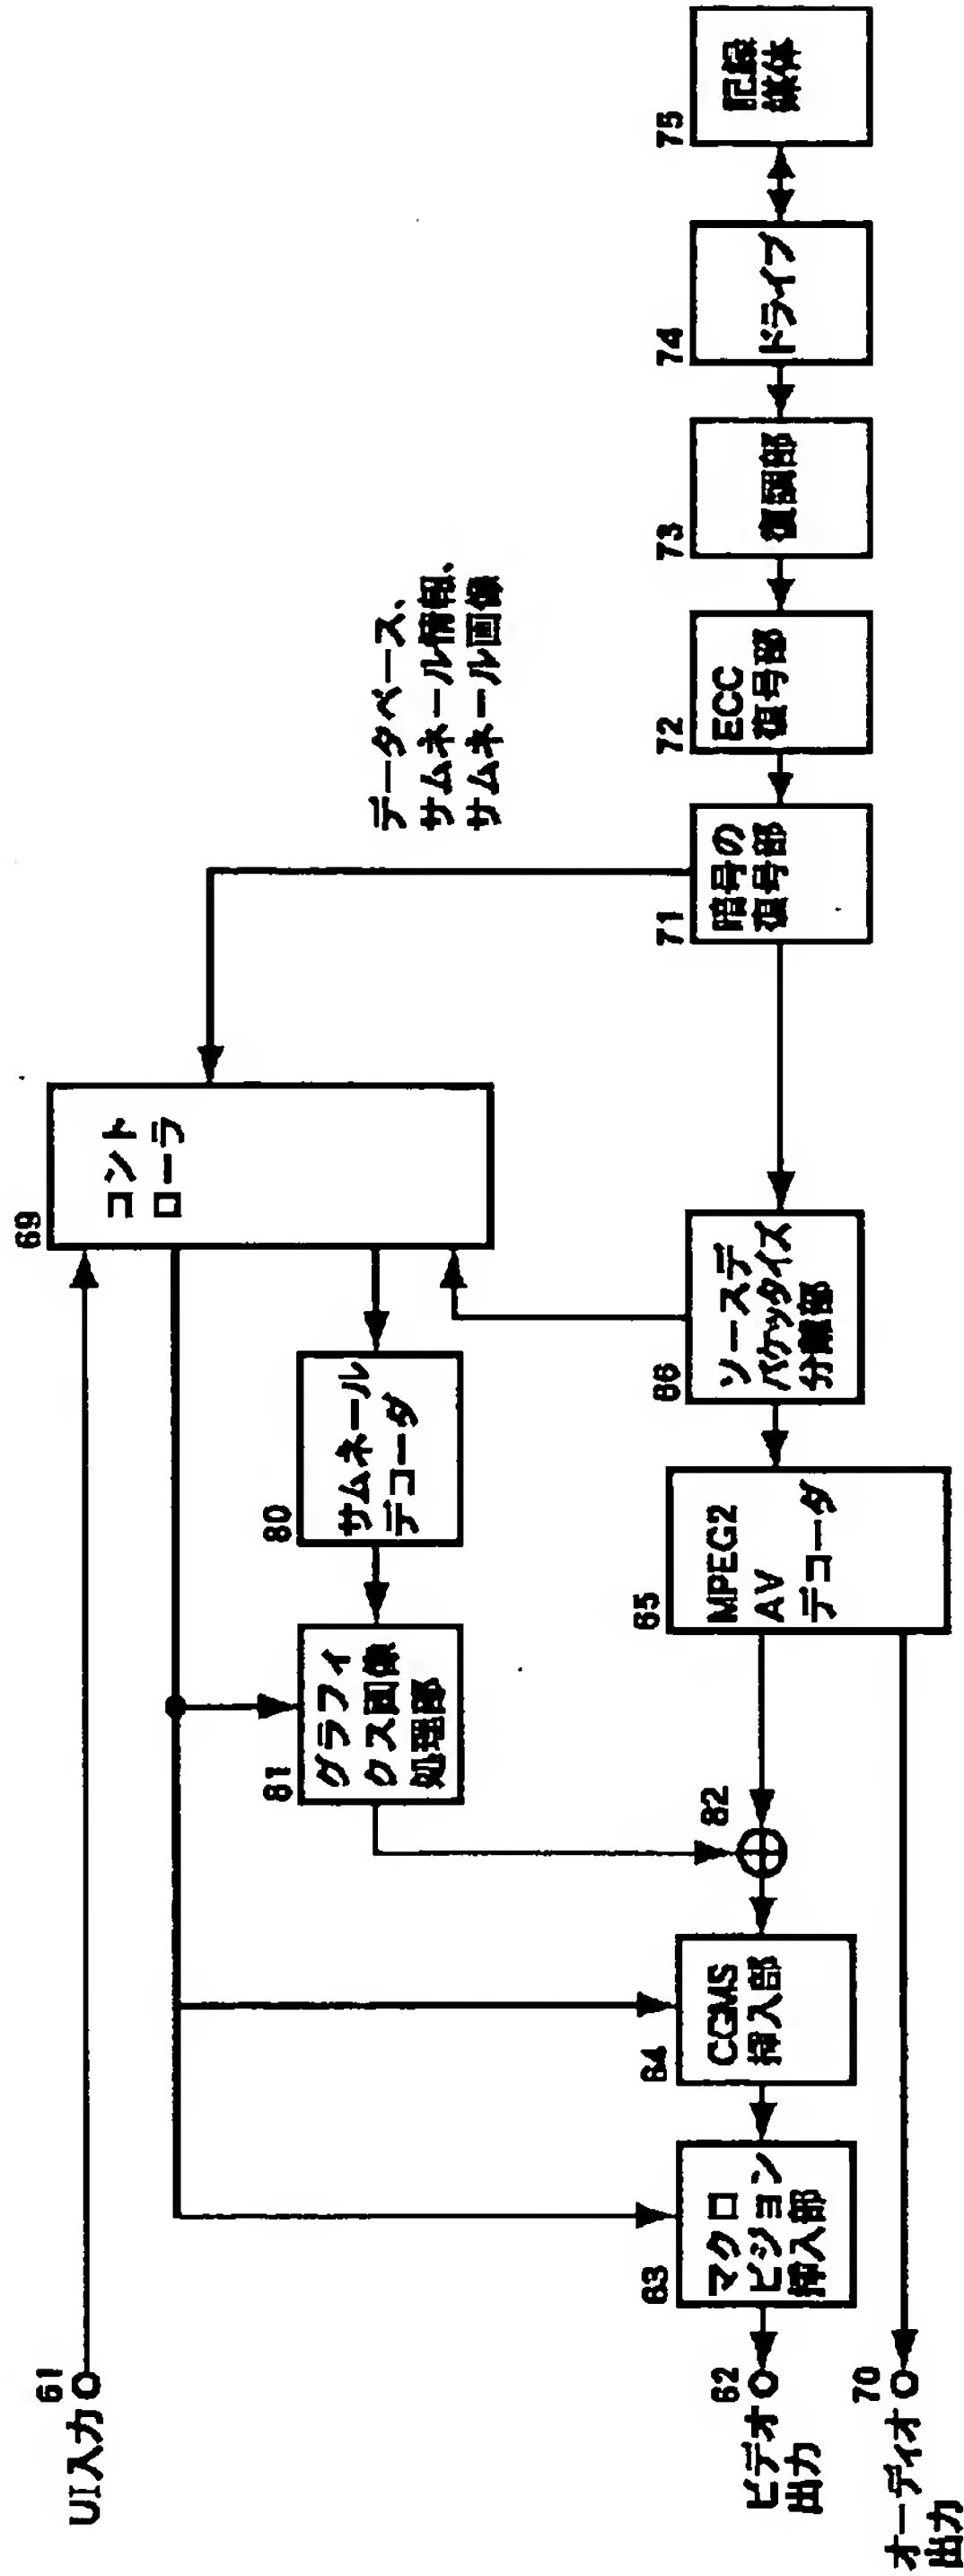 61
UI入力
69
コント
ローラ
データベース、
サムネール情報、
サムネール画像
81
グラフィ
クス画像
処理部
80
サムネール
デコーダ
62
ビデオ
出力
63
マクロ
ビジョン
挿入部
64
CGMS
挿入部
82
65
MPEG2
AV
デコーダ
66
ソースデ
パケッタイズ
分離部
71
暗号の
復号部
72
ECC
復号部
73
復調部
74
ドライブ
75
記録
媒体
70
オーディオ
出力